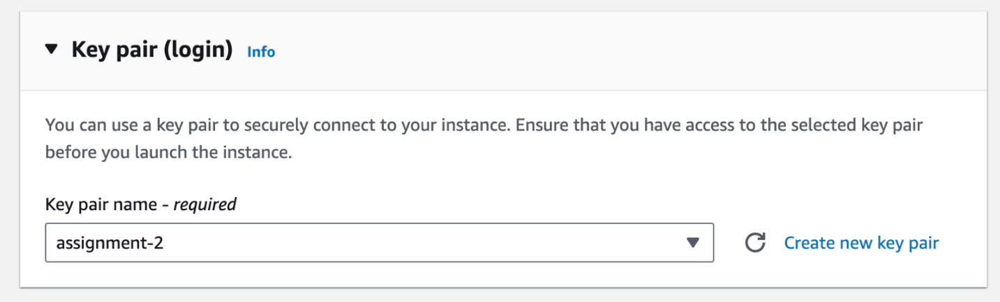 Key pair (login) Info
You can use a key pair to securely connect to your instance. Ensure that you have access to the selected key pair
before you launch the instance.
Key pair name - required
assignment-2
Create new key pair